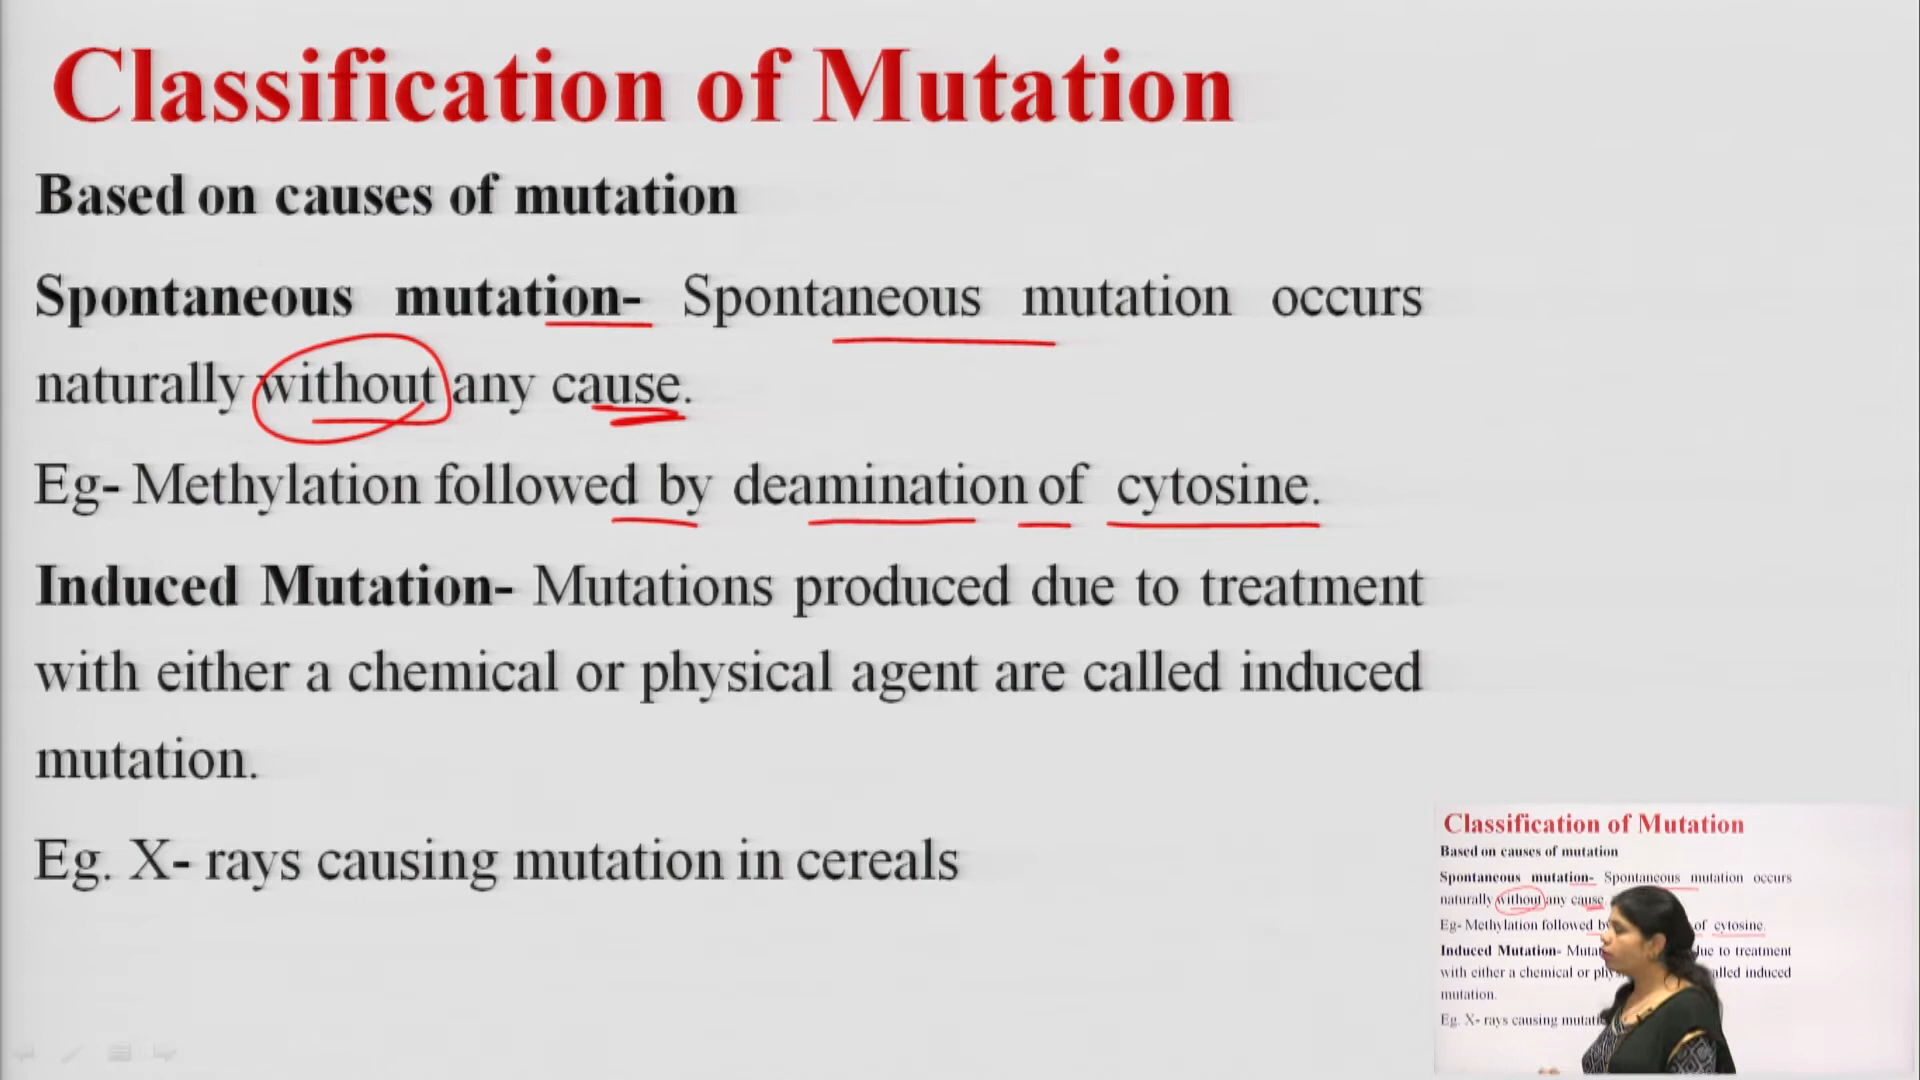 Classification of Mutation
Based on causes of mutation
Spontaneous mutation- Spontaneous mutation occurs
naturally without any cause.
Eg- Methylation followed by deamination of cytosine.
Induced Mutation- Mutations produced due to treatment
with either a chemical or physical agent are called induced
mutation.
Eg. X- rays causing mutation in cereals
Classification of Mutation
Based on causes of mutation
Spontaneous mutation- Spontaneous mutation occurs
naturally without any cause
Eg- Methylation followed of cytosine.
Induced Mutation- due to treatment
with either a chemical or induced
mutation.
Eg. X- rays causing